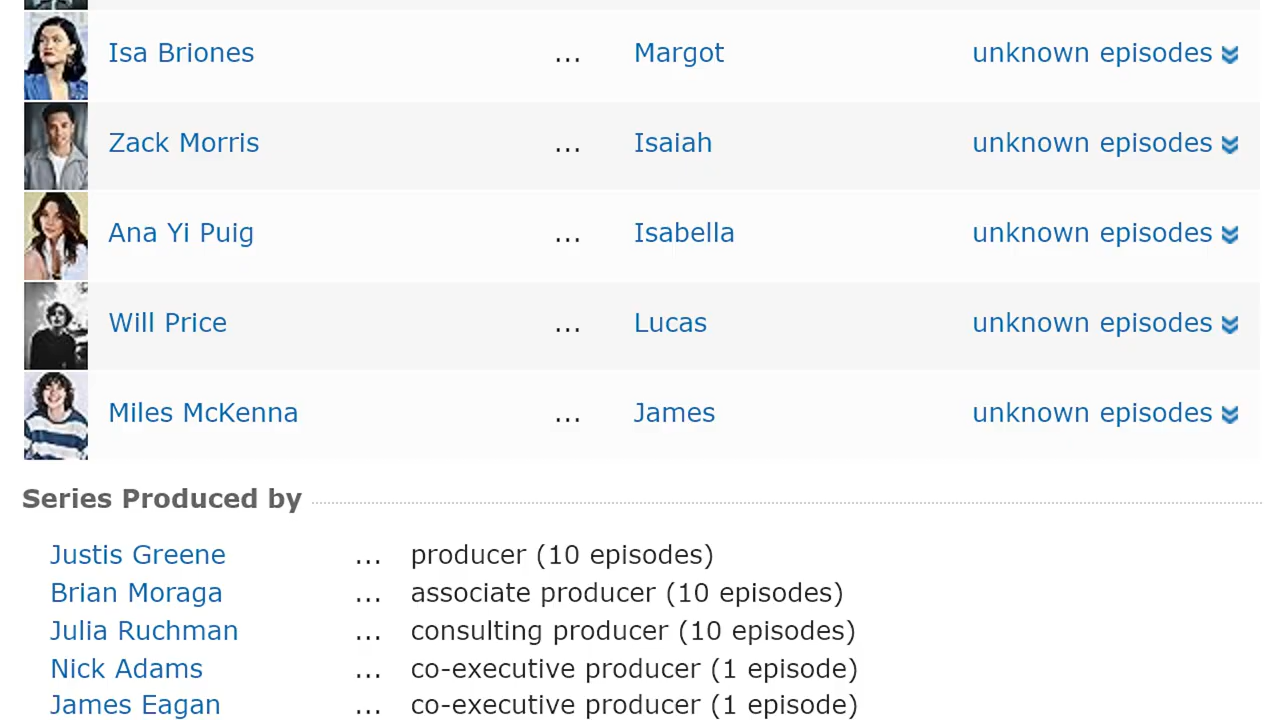 Isa Briones ... Margot unknown episodes
Zack Morris ... Isaiah unknown episodes
Ana Yi Puig ... Isabella unknown episodes
Will Price ... Lucas unknown episodes
Miles McKenna ... James unknown episodes
Series Produced by
Justis Greene ... producer (10 episodes)
Brian Moraga ... associate producer (10 episodes)
Julia Ruchman ... consulting producer (10 episodes)
Nick Adams ... co-executive producer (1 episode)
James Eagan ... co-executive producer (1 episode)